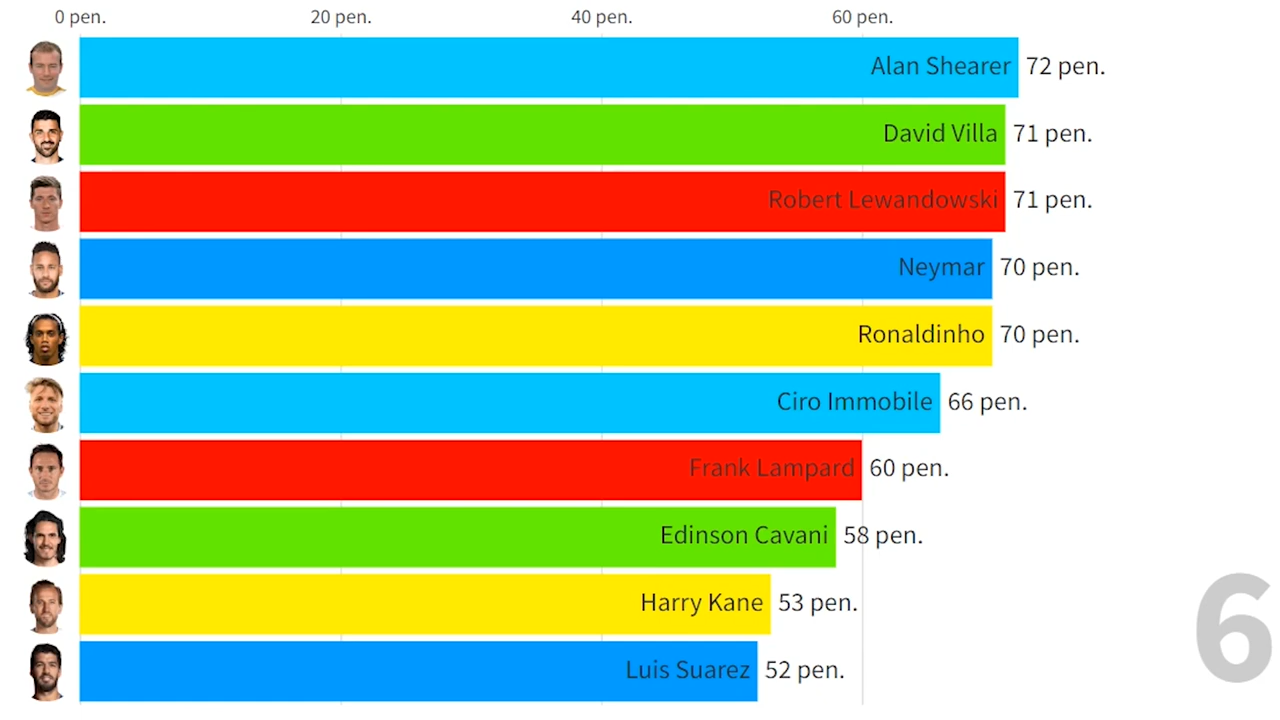 0 pen. 20 pen. 40 pen. 60 pen.
Alan Shearer 72 pen.
David Villa 71 pen.
Robert Lewandowski 71 pen.
Neymar 70 pen.
Ronaldinho 70 pen.
Ciro Immobile 66 pen.
Frank Lampard 60 pen.
Edinson Cavani 58 pen.
Harry Kane 53 pen.
Luis Suarez 52 pen.
6